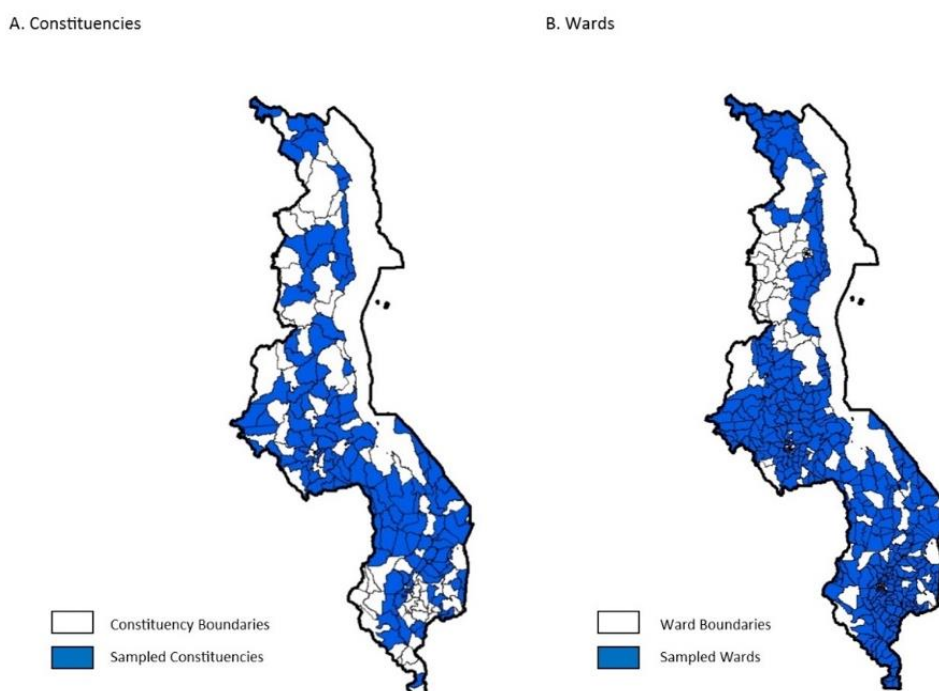 A. Constituencies
B. Wards
Constituency Boundaries
Sampled Constituencies
Ward Boundaries
Sampled Wards